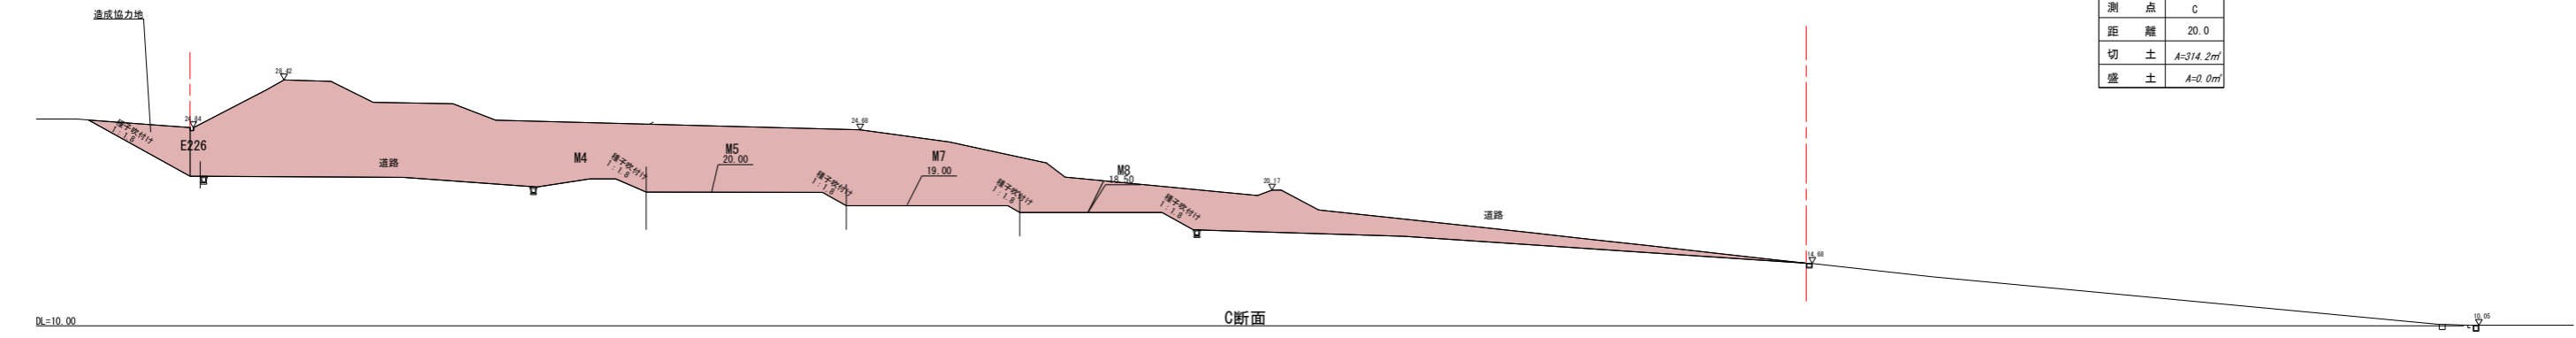 造成協力地
測 点 C
距 離 20.0
切 土 A=314.2㎡
盛 土 A=0.0㎡
28.42
24.84
24.68
種子吹付け
1:1.8
E226
道路
M4
種子吹付け
1:1.8
M5
20.00
種子吹付け
1:1.8
M7
19.00
種子吹付け
1:1.8
M8
18.50
種子吹付け
1:1.8
20.17
道路
14.68
DL=10.00
C断面
10.05